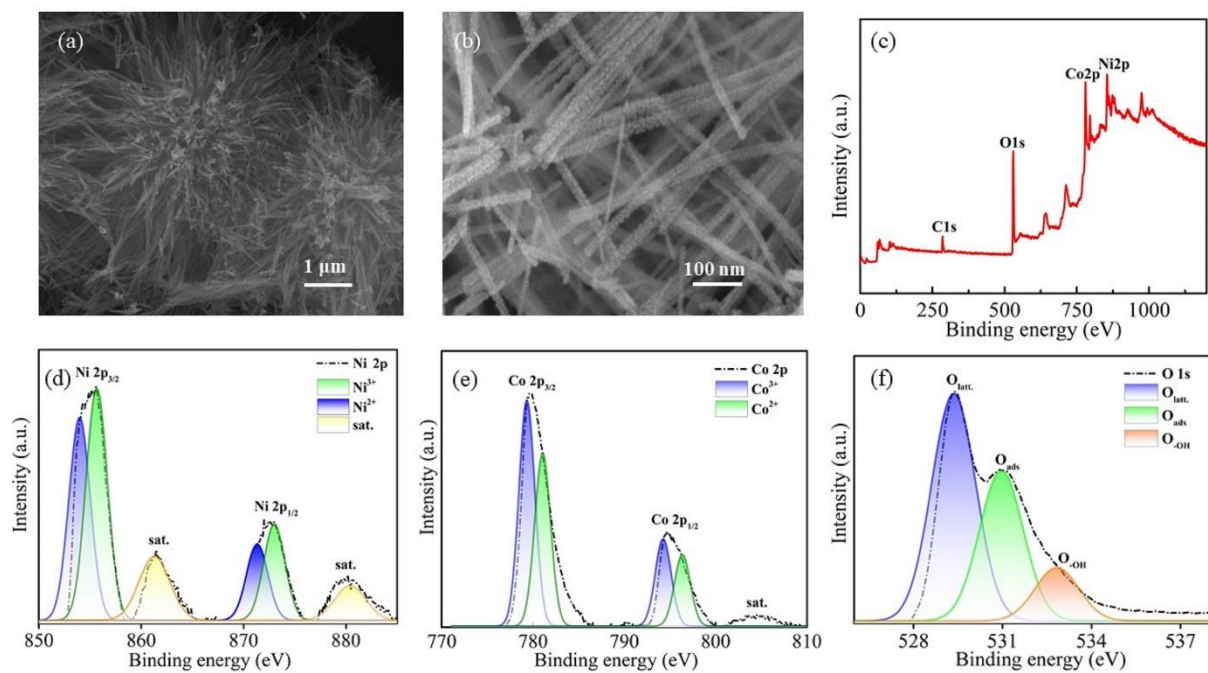 (a)
1 μm
(b)
100 nm
(c)
Intensity (a.u.)
C1s
O1s
Co2p
Ni2p
0
250
500
750
1000
Binding energy (eV)
(d)
Intensity (a.u.)
Ni 2p3/2
sat.
Ni 2p1/2
sat.
Ni 2p
Ni3+
Ni2+
sat.
850
860
870
880
Binding energy (eV)
(e)
Intensity (a.u.)
Co 2p3/2
Co 2p1/2
sat.
Co 2p
Co3+
Co2+
770
780
790
800
810
Binding energy (eV)
(f)
Intensity (a.u.)
Olatt.
Oads
O-OH
O 1s
Olatt.
Oads
O-OH
528
531
534
537
Binding energy (eV)